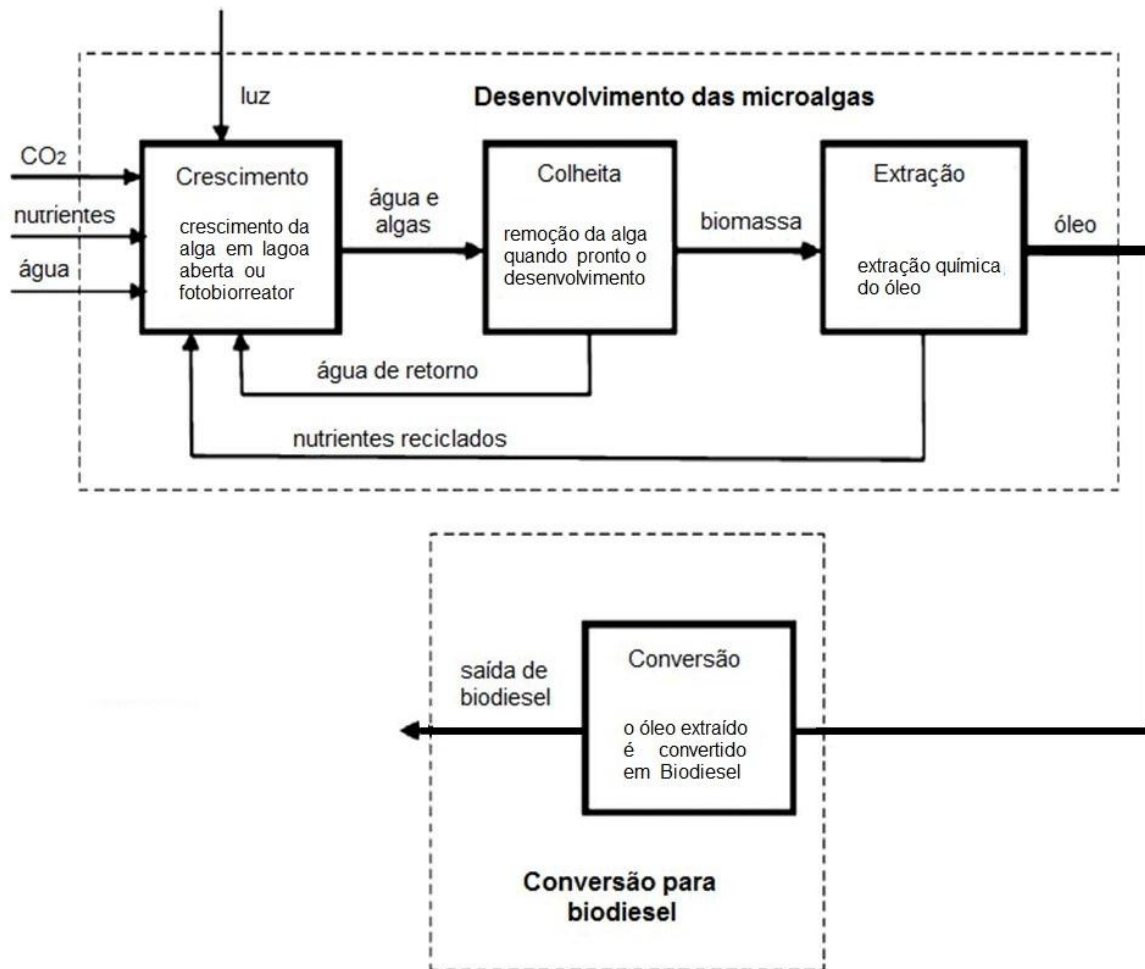 luz
Desenvolvimento das microalgas
CO2
nutrientes
água
Crescimento
crescimento da
alga em lagoa
aberta ou
fotobiorreator
água e
algas
Colheita
remoção da alga
quando pronto o
desenvolvimento
biomassa
Extração
extração química
do óleo
óleo
água de retorno
nutrientes reciclados
saída de
biodiesel
Conversão
o óleo extraído
é convertido
em Biodiesel
Conversão para
biodiesel